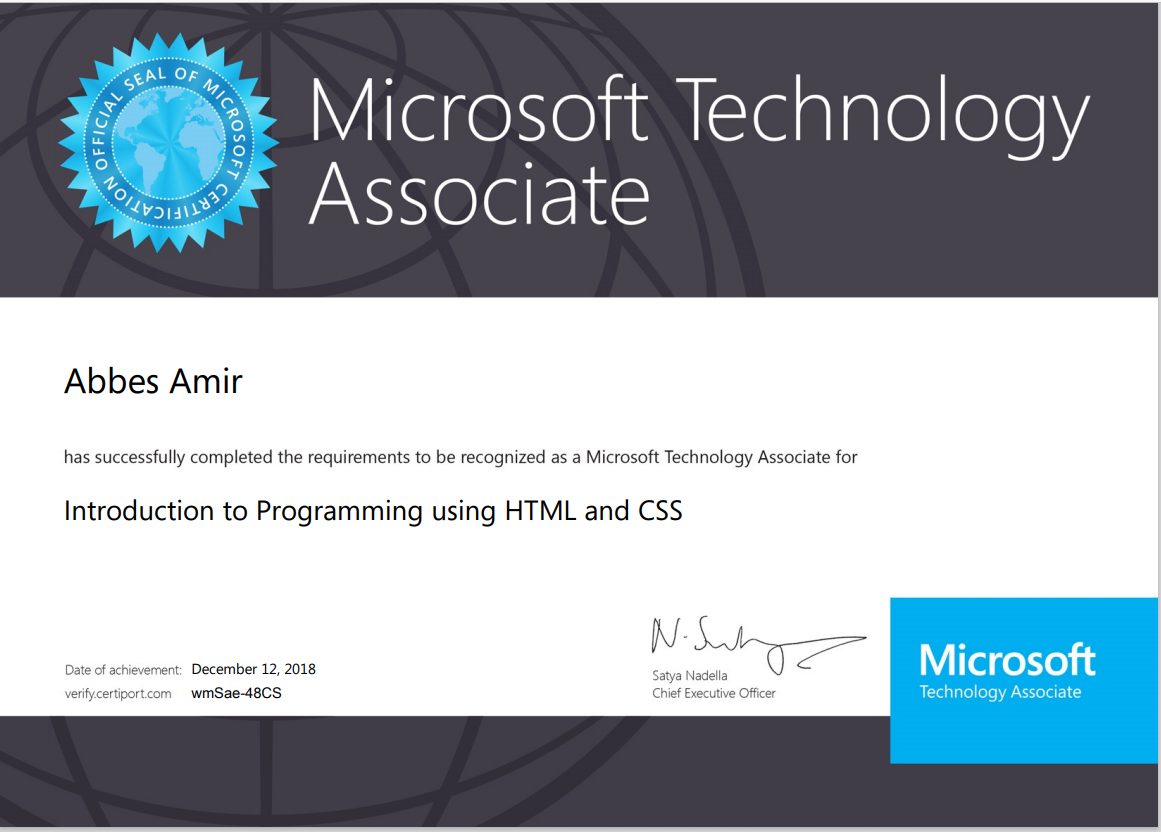 OFFICIAL SEAL OF MICROSOFT CERTIFICATION
Microsoft Technology
Associate
Abbes Amir
has successfully completed the requirements to be recognized as a Microsoft Technology Associate for
Introduction to Programming using HTML and CSS
Date of achievement: December 12, 2018
verify.certiport.com wmSae-48CS
Satya Nadella
Chief Executive Officer
Microsoft
Technology Associate